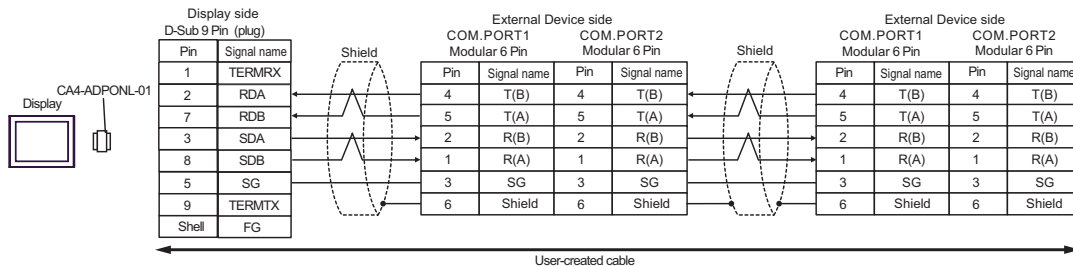 Display side
D-Sub 9 Pin (plug)
External Device side
COM.PORT1 COM.PORT2
Modular 6 Pin Modular 6 Pin
External Device side
COM.PORT1 COM.PORT2
Modular 6 Pin Modular 6 Pin
CA4-ADPONL-01
Display
Shield
Shield
Pin Signal name
1 TERMRX
2 RDA
7 RDB
3 SDA
8 SDB
5 SG
9 TERMTX
Shell FG
Pin Signal name Pin Signal name
4 T(B) 4 T(B)
5 T(A) 5 T(A)
2 R(B) 2 R(B)
1 R(A) 1 R(A)
3 SG 3 SG
6 Shield 6 Shield
Pin Signal name Pin Signal name
4 T(B) 4 T(B)
5 T(A) 5 T(A)
2 R(B) 2 R(B)
1 R(A) 1 R(A)
3 SG 3 SG
6 Shield 6 Shield
User-created cable